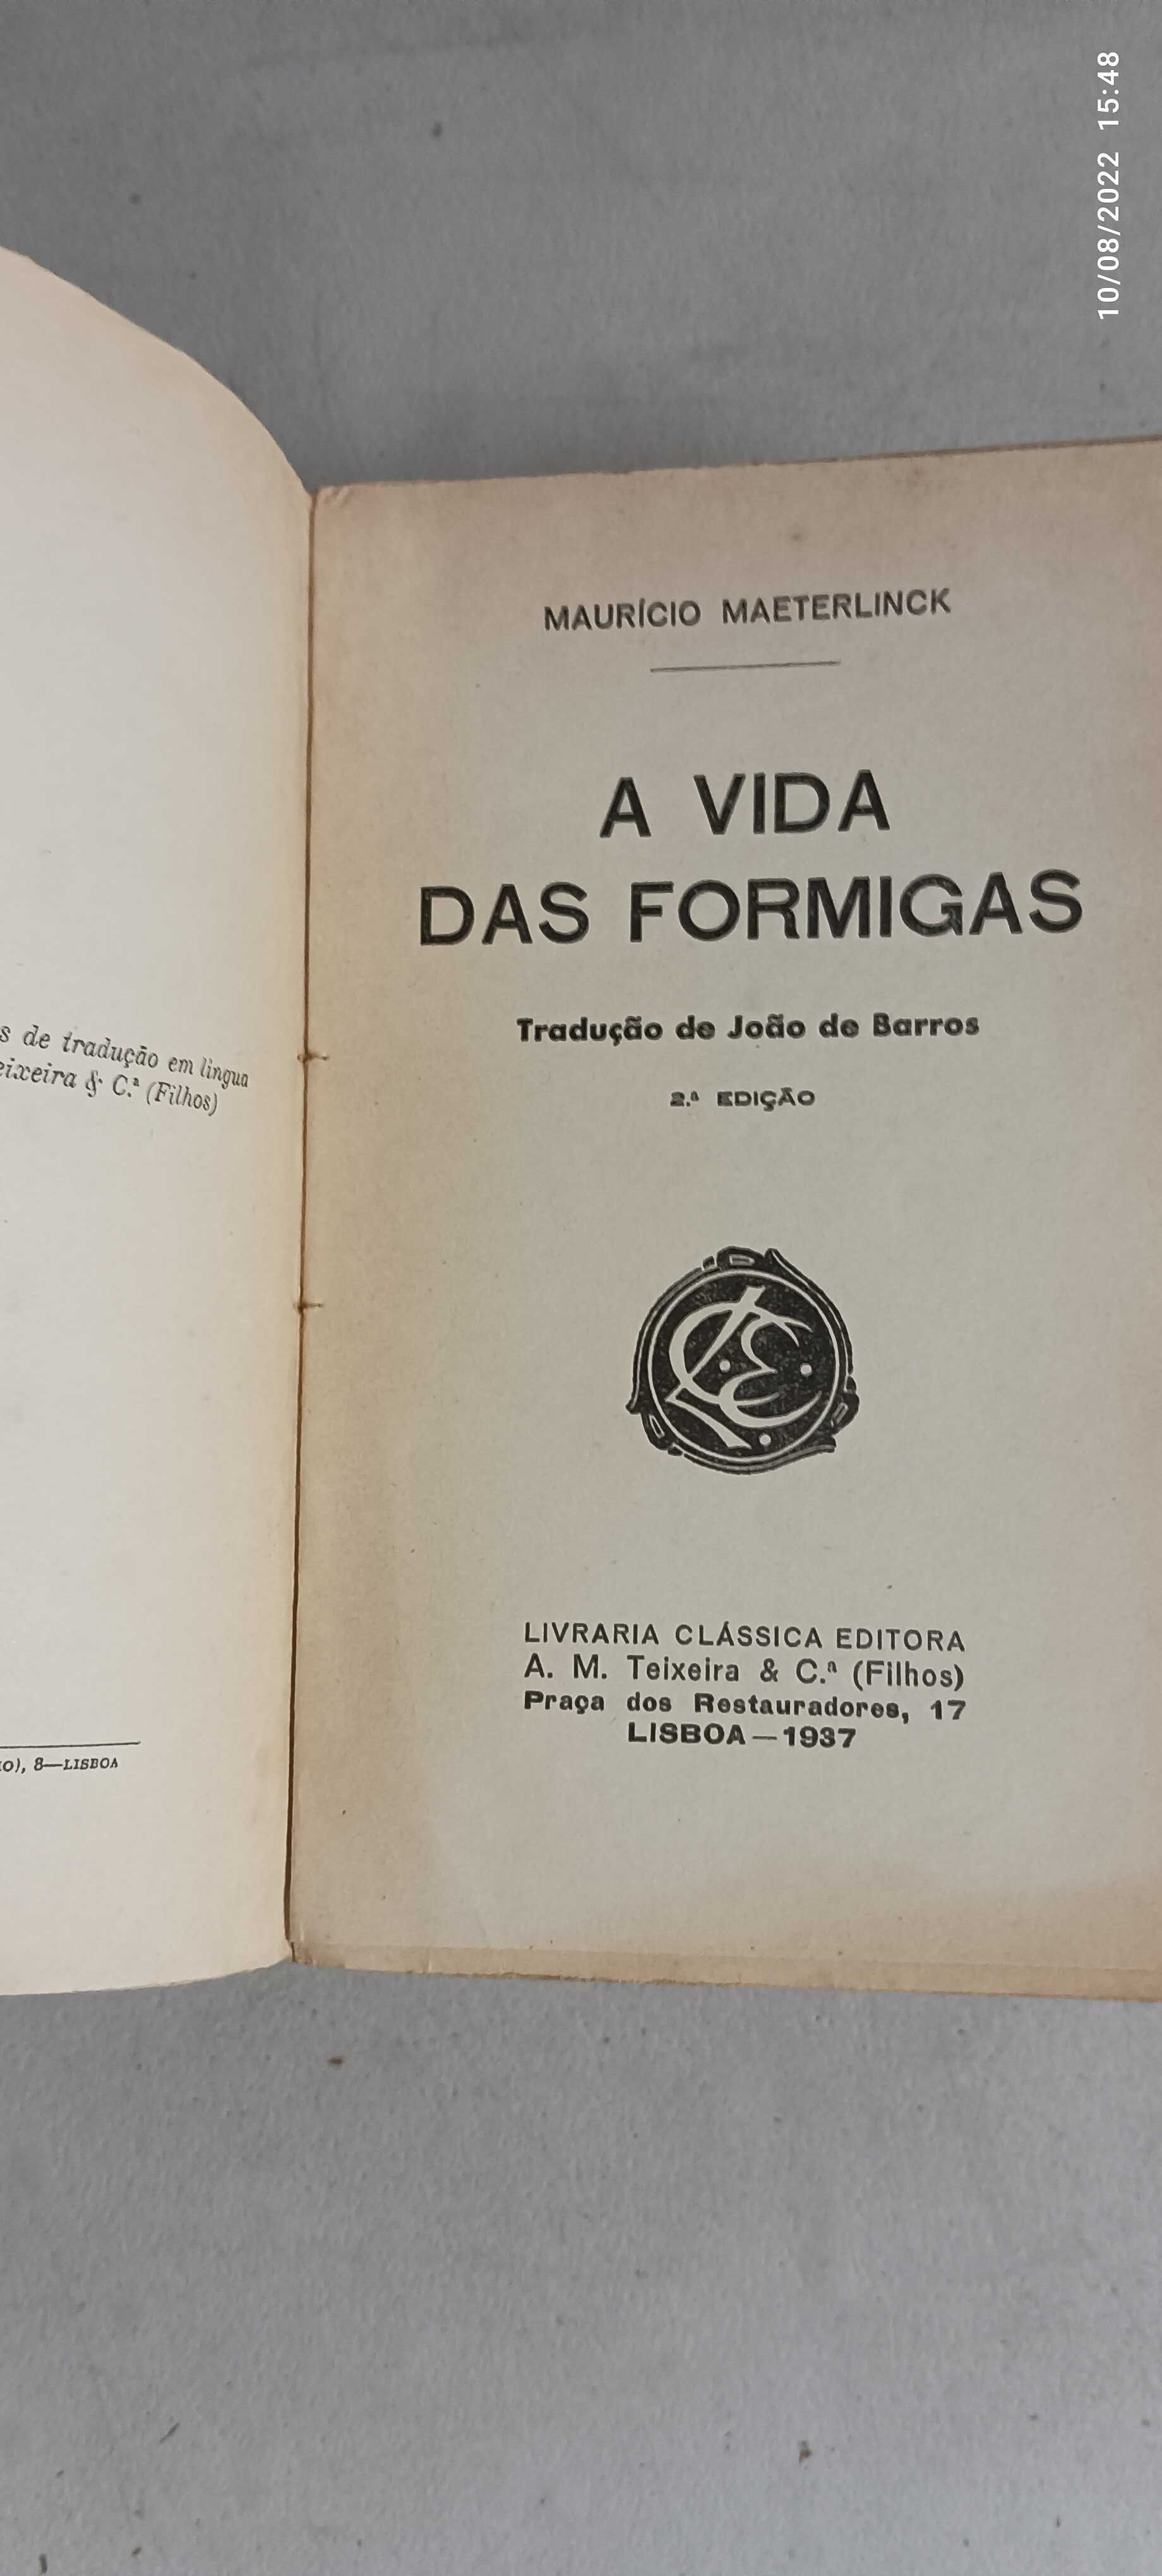 s de tradução em língua
eixeira & C.ª (Filhos)
o), 8—LISBOA
MAURÍCIO MAETERLINCK
A VIDA
DAS FORMIGAS
Tradução de João de Barros
2.ª EDIÇÃO
LIVRARIA CLÁSSICA EDITORA
A. M. Teixeira & C.ª (Filhos)
Praça dos Restauradores, 17
LISBOA—1937
10/08/2022 15:48